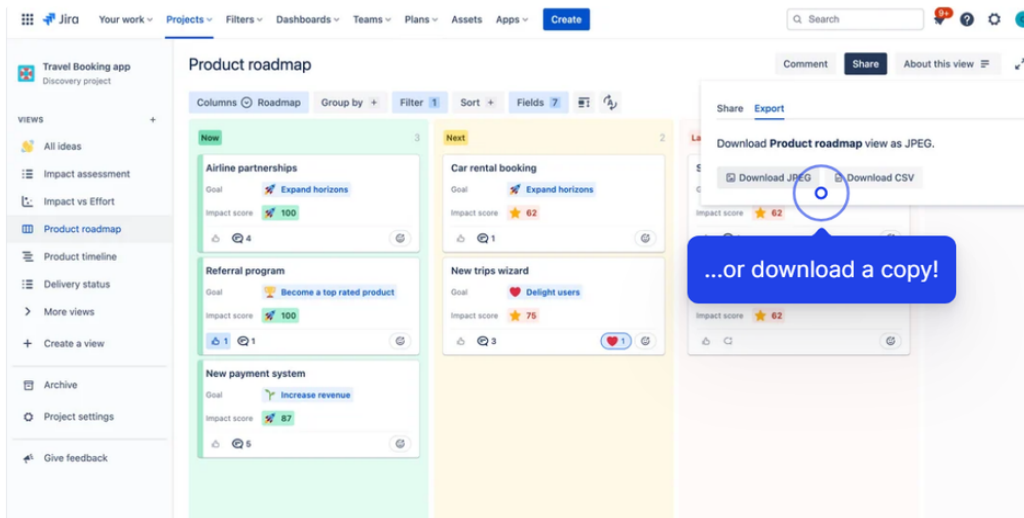 Jira Your work Projects Filters Dashboards Teams Plans Assets Apps Create Search 9+
Travel Booking app
Discovery project
VIEWS +
All ideas
Impact assessment
Impact vs Effort
Product roadmap
Product timeline
Delivery status
More views
Create a view
Archive
Project settings
Give feedback
Product roadmap
Comment Share About this view
Columns Roadmap Group by + Filter 1 Sort + Fields 7
Share Export
Download Product roadmap view as JPEG.
Download JPEG Download CSV
...or download a copy!
Now 3
Airline partnerships
Goal Expand horizons
Impact score 100
4
Referral program
Goal Become a top rated product
Impact score 100
1 1
New payment system
Goal Increase revenue
Impact score 87
5
Next 2
Car rental booking
Goal Expand horizons
Impact score 62
1
New trips wizard
Goal Delight users
Impact score 75
3 1
Impact score 62
Impact score 62